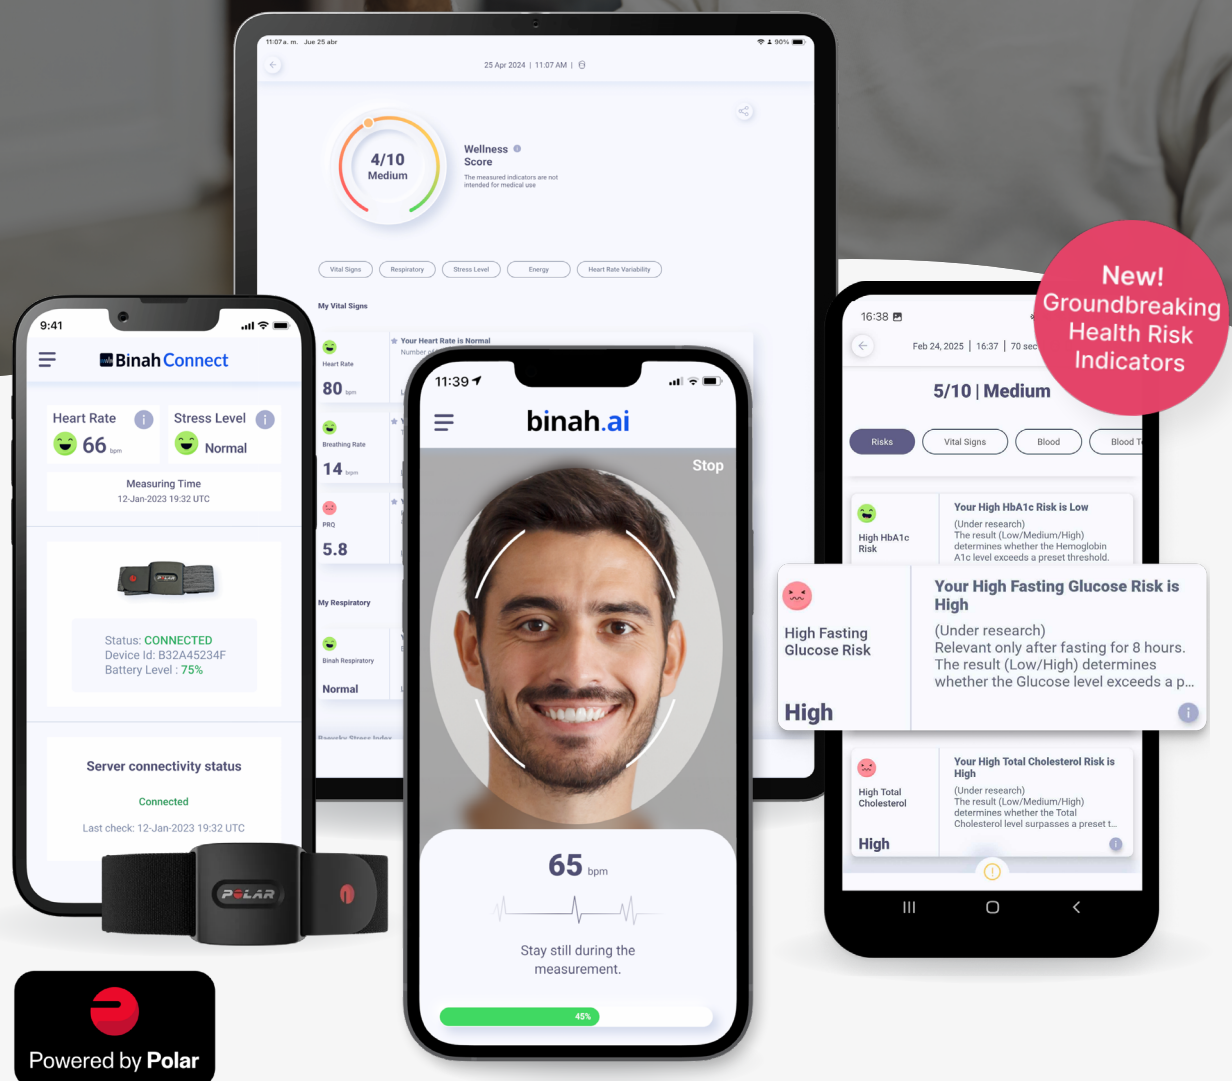 11:07 a. m. Jue 25 abr
90%
25 Apr 2024 | 11:07 AM |
4/10
Medium
Wellness
Score
The measured indicators are not
intended for medical use
Vital Signs
Respiratory
Stress Level
Energy
Heart Rate Variability
My Vital Signs
Heart Rate
80 bpm
Your Heart Rate is Normal
Number of
Breathing Rate
14 brpm
PRQ
5.8
My Respiratory
Binah Respiratory
Normal
Baevsky Stress Index
9:41
Binah Connect
Heart Rate
66 bpm
Stress Level
Normal
Measuring Time
12-Jan-2023 19:32 UTC
POLAR
Status: CONNECTED
Device Id: B32A45234F
Battery Level : 75%
Server connectivity status
Connected
Last check: 12-Jan-2023 19:32 UTC
POLAR
Powered by Polar
11:39
binah.ai
Stop
65 bpm
Stay still during the
measurement.
45%
New!
Groundbreaking
Health Risk
Indicators
16:38
Feb 24, 2025 | 16:37 | 70 sec
5/10 | Medium
Risks
Vital Signs
Blood
Blood T
High HbA1c
Risk
Your High HbA1c Risk is Low
(Under research)
The result (Low/Medium/High)
determines whether the Hemoglobin
A1c level exceeds a preset threshold.
High Fasting
Glucose Risk
High
Your High Fasting Glucose Risk is
High
(Under research)
Relevant only after fasting for 8 hours.
The result (Low/High) determines
whether the Glucose level exceeds a p...
High Total
Cholesterol
High
Your High Total Cholesterol Risk is
High
(Under research)
The result (Low/Medium/High)
determines whether the Total
Cholesterol level surpasses a preset t...